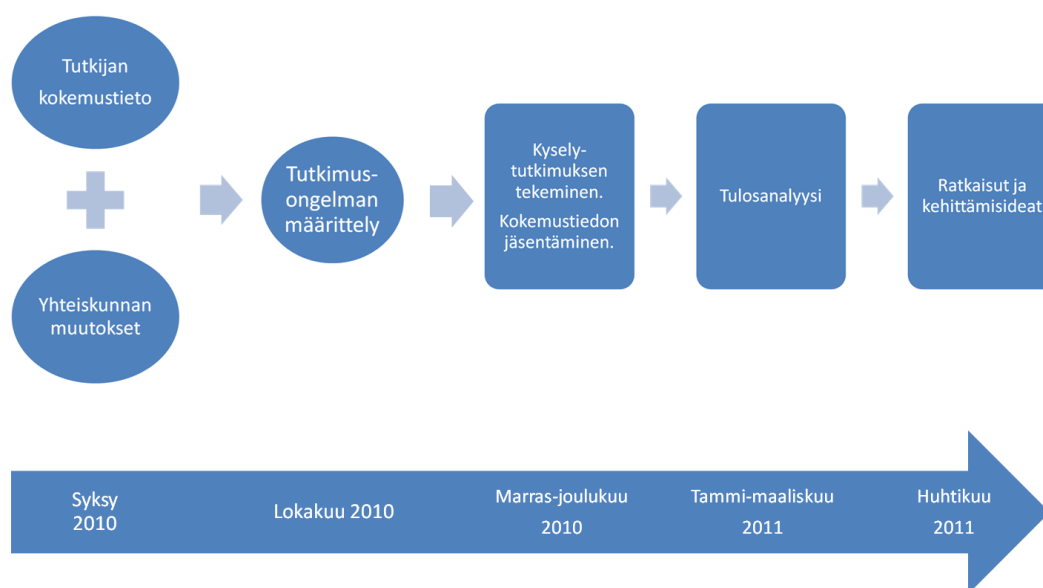 Tutkijan
kokemustieto
Yhteiskunnan
muutokset
Tutkimus-
ongelman
määrittely
Kysely-
tutkimuksen
tekeminen.
Kokemustiedon
jäsentäminen.
Tulosanalyysi
Ratkaisut ja
kehittämisideat
Syksy
2010
Lokakuu 2010
Marras-joulukuu
2010
Tammi-maaliskuu
2011
Huhtikuu
2011